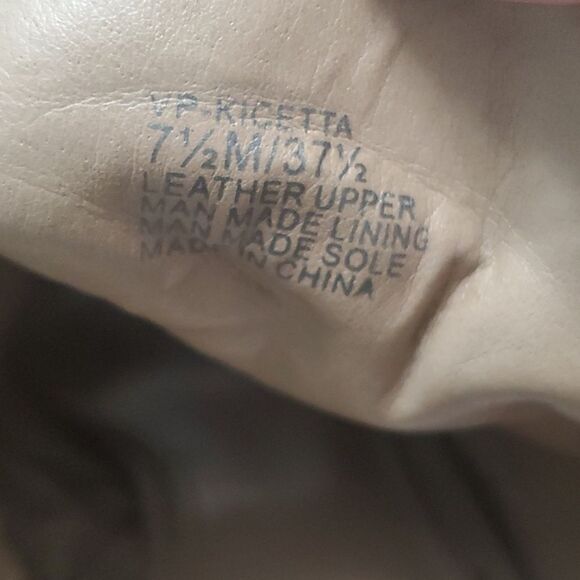 VP-RICETTA
7½M/37½
LEATHER UPPER
MAN MADE LINING
MAN MADE SOLE
MADE IN CHINA